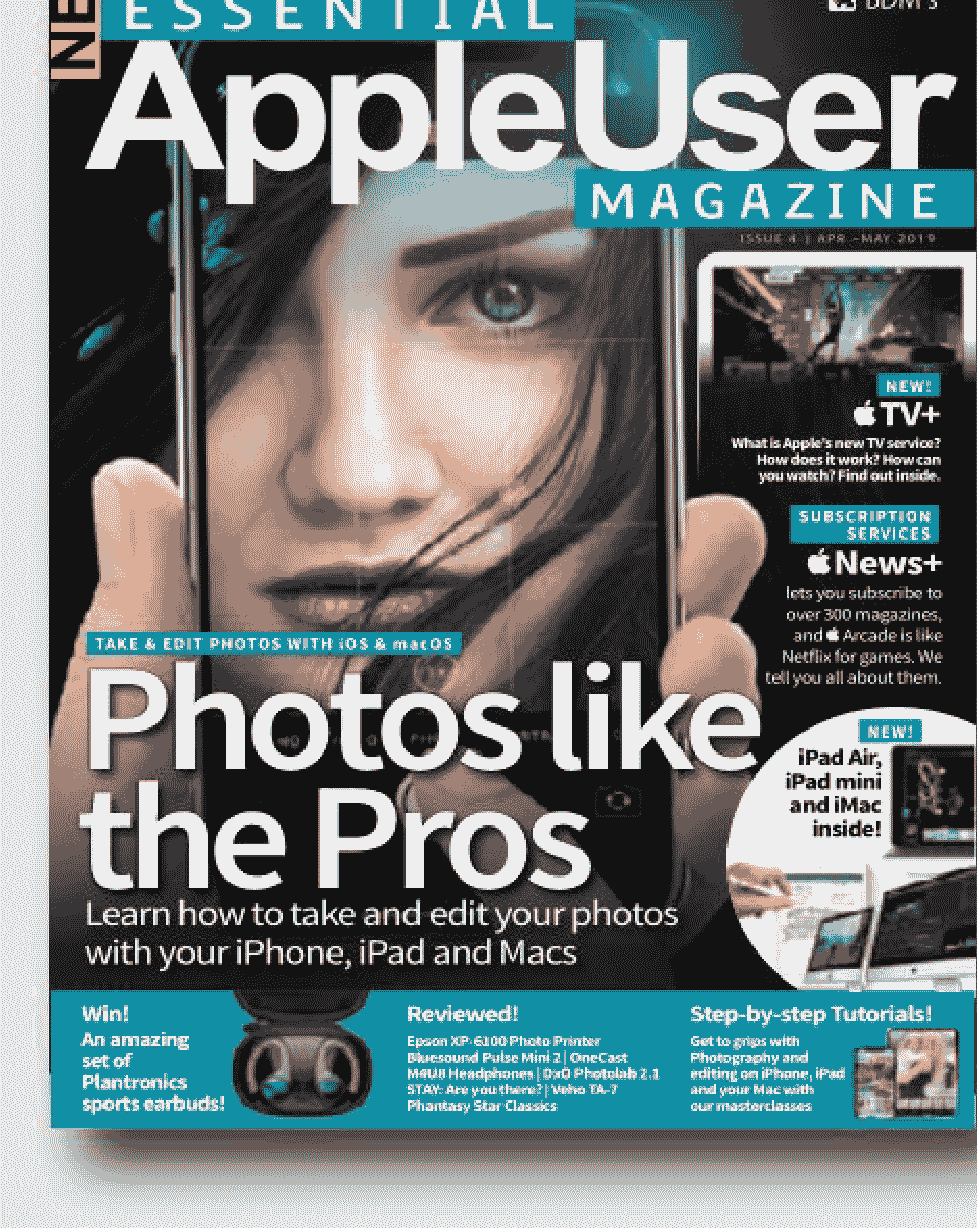 NE
ESSENTIAL
BDM's
AppleUser
MAGAZINE
ISSUE 4 | APR - MAY 2019
NEW!
TV+
What is Apple's new TV service?
How does it work? How can
you watch? Find out inside.
SUBSCRIPTION
SERVICES
News+
lets you subscribe to
over 300 magazines,
and Arcade is like
Netflix for games. We
tell you all about them.
TAKE & EDIT PHOTOS WITH iOS & macOS
Photos like
the Pros
Learn how to take and edit your photos
with your iPhone, iPad and Macs
NEW!
iPad Air,
iPad mini
and iMac
inside!
Win!
An amazing
set of
Plantronics
sports earbuds!
Reviewed!
Epson XP-6100 Photo Printer
Bluesound Pulse Mini 2 | OneCast
M4U8 Headphones | DxO Photolab 2.1
STAY: Are you there? | Veho TA-7
Phantasy Star Classics
Step-by-step Tutorials!
Get to grips with
Photography and
editing on iPhone, iPad
and your Mac with
our masterclasses